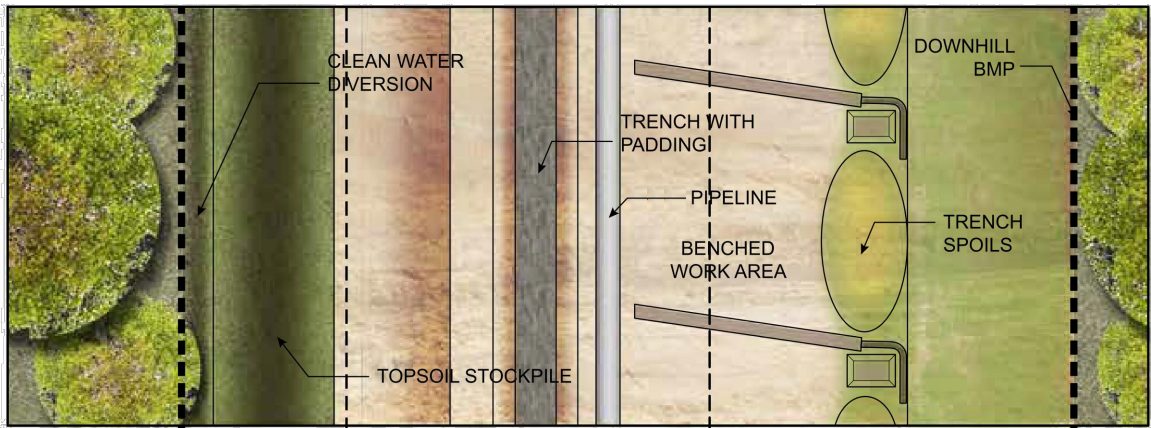 CLEAN WATER
DIVERSION
DOWNHILL
BMP
TRENCH WITH
PADDING
PIPELINE
TRENCH
SPOILS
BENCHED
WORK AREA
TOPSOIL STOCKPILE